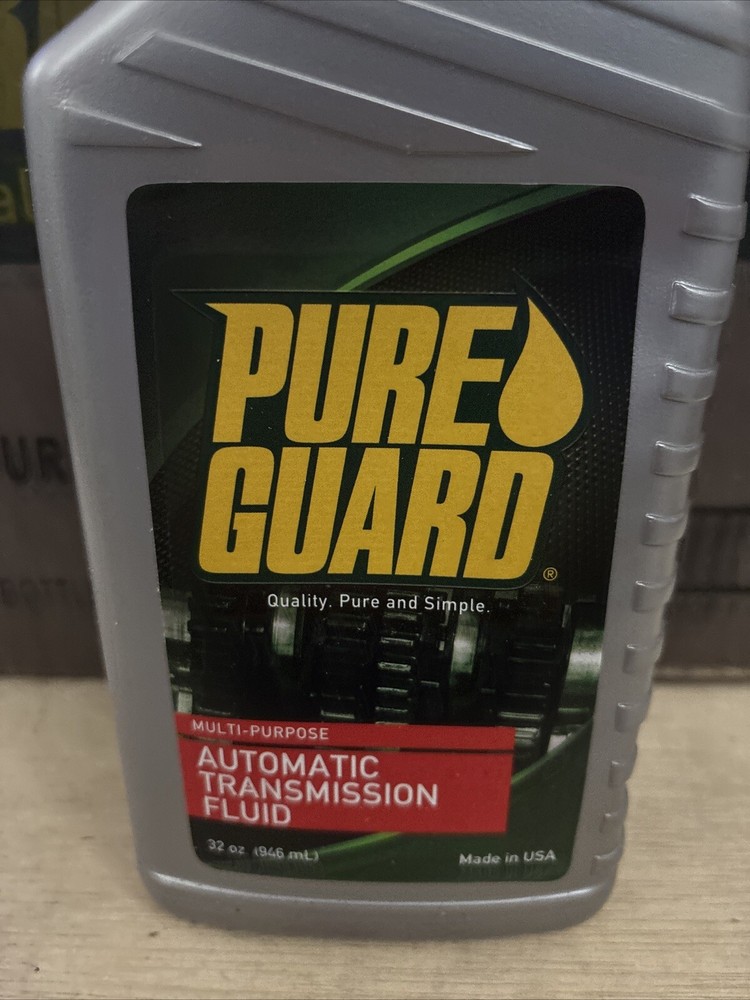 PURE
GUARD®
Quality. Pure and Simple.
MULTI-PURPOSE
AUTOMATIC
TRANSMISSION
FLUID
32 oz (946 mL)
Made in USA